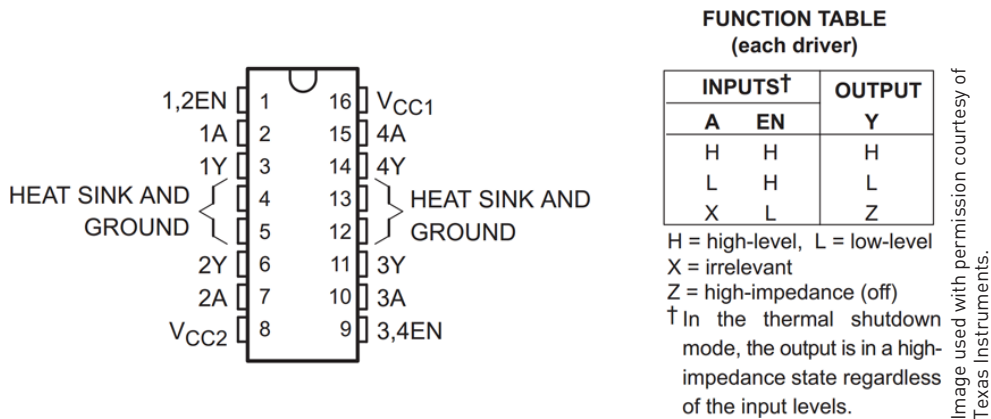 1,2EN 1 16 VCC1
1A 2 15 4A
1Y 3 14 4Y
HEAT SINK AND 4 13 HEAT SINK AND
GROUND 5 12 GROUND
2Y 6 11 3Y
2A 7 10 3A
VCC2 8 9 3,4EN
FUNCTION TABLE
(each driver)
INPUTS† OUTPUT
A EN Y
H H H
L H L
X L Z
H = high-level, L = low-level
X = irrelevant
Z = high-impedance (off)
† In the thermal shutdown
mode, the output is in a high-
impedance state regardless
of the input levels.
Image used with permission courtesy of
Texas Instruments.